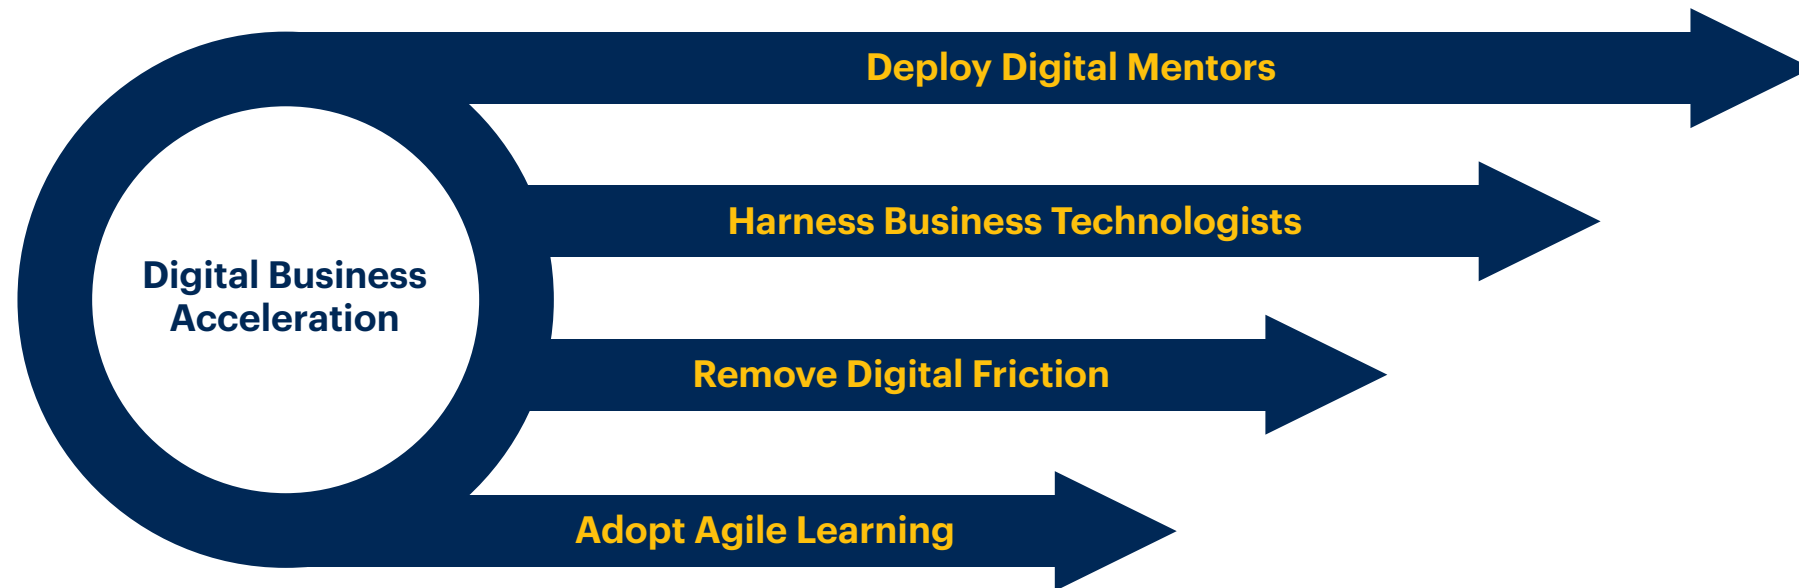 Deploy Digital Mentors
Harness Business Technologists
Digital Business
Acceleration
Remove Digital Friction
Adopt Agile Learning